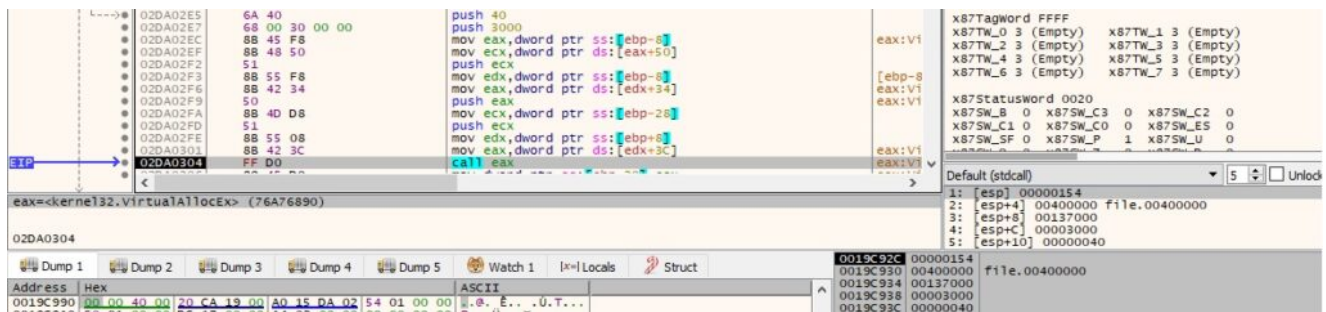 02DA02E5 6A 40 push 40
02DA02E7 68 00 30 00 00 push 3000
02DA02EC 8B 45 F8 mov eax,dword ptr ss:[ebp-8] eax:Vi
02DA02EF 8B 48 50 mov ecx,dword ptr ds:[eax+50]
02DA02F2 51 push ecx
02DA02F3 8B 55 F8 mov edx,dword ptr ss:[ebp-8] [ebp-8
02DA02F6 8B 42 34 mov eax,dword ptr ds:[edx+34] eax:Vi
02DA02F9 50 push eax eax:Vi
02DA02FA 8B 4D D8 mov ecx,dword ptr ss:[ebp-28]
02DA02FD 51 push ecx
02DA02FE 8B 55 08 mov edx,dword ptr ss:[ebp+8]
02DA0301 8B 42 3C mov eax,dword ptr ds:[edx+3C] eax:Vi
EIP 02DA0304 FF D0 call eax eax:Vi
eax=<kernel32.VirtualAllocEx> (76A76890)
02DA0304
x87TagWord FFFF
x87TW_0 3 (Empty) x87TW_1 3 (Empty)
x87TW_2 3 (Empty) x87TW_3 3 (Empty)
x87TW_4 3 (Empty) x87TW_5 3 (Empty)
x87TW_6 3 (Empty) x87TW_7 3 (Empty)
x87StatusWord 0020
x87SW_B 0 x87SW_C3 0 x87SW_C2 0
x87SW_C1 0 x87SW_C0 0 x87SW_ES 0
x87SW_SF 0 x87SW_P 1 x87SW_U 0
Default (stdcall) 5 Unlock
1: [esp] 00000154
2: [esp+4] 00400000 file.00400000
3: [esp+8] 00137000
4: [esp+C] 00003000
5: [esp+10] 00000040
Dump 1 Dump 2 Dump 3 Dump 4 Dump 5 Watch 1 [x=] Locals Struct
Address Hex ASCII
0019C990 00 00 40 00 20 CA 19 00 A0 15 DA 02 54 01 00 00 ..@. Ê.. .Ú.T...
0019C92C 00000154
0019C930 00400000 file.00400000
0019C934 00137000
0019C938 00003000
0019C93C 00000040